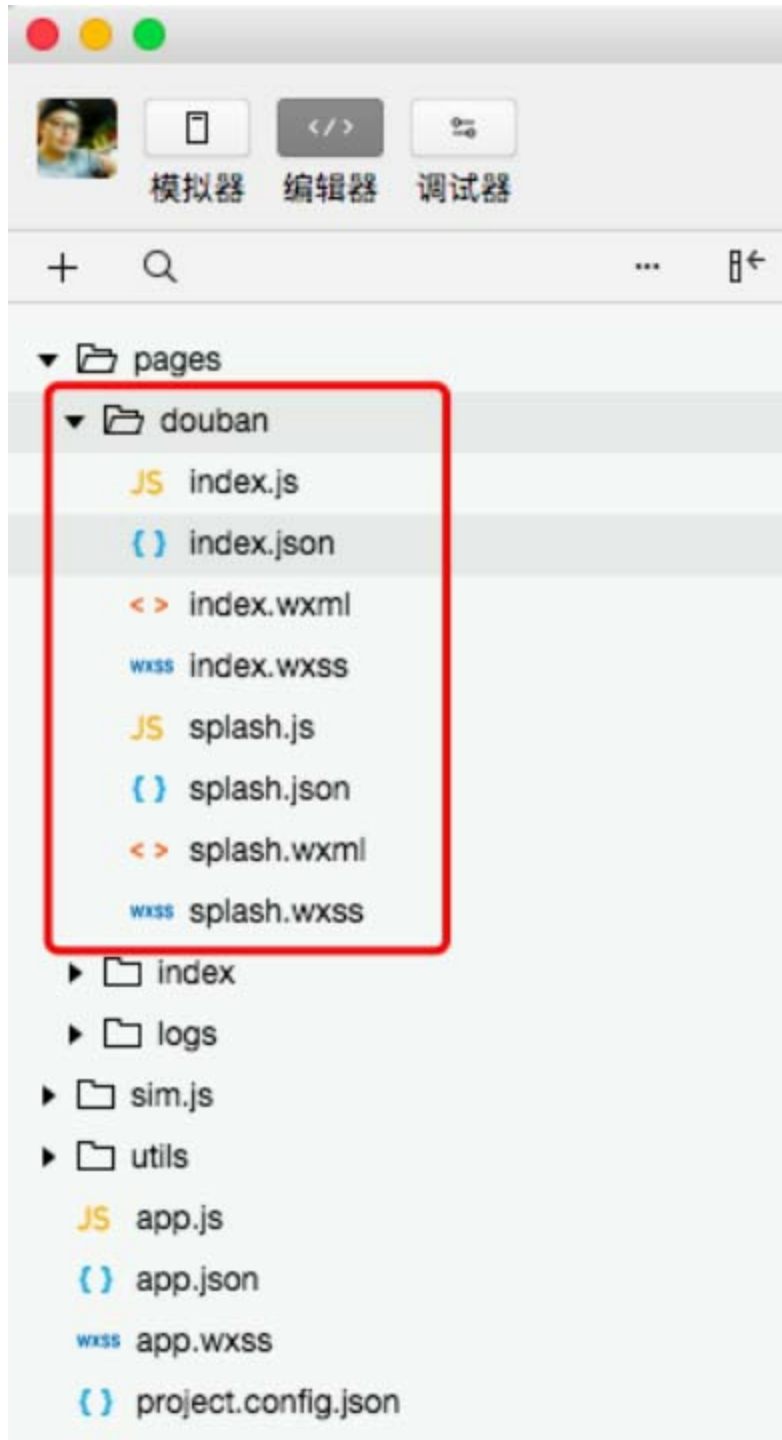 模拟器 编辑器 调试器
pages
douban
JS index.js
{ } index.json
< > index.wxml
wxss index.wxss
JS splash.js
{ } splash.json
< > splash.wxml
wxss splash.wxss
index
logs
sim.js
utils
JS app.js
{ } app.json
wxss app.wxss
{ } project.config.json